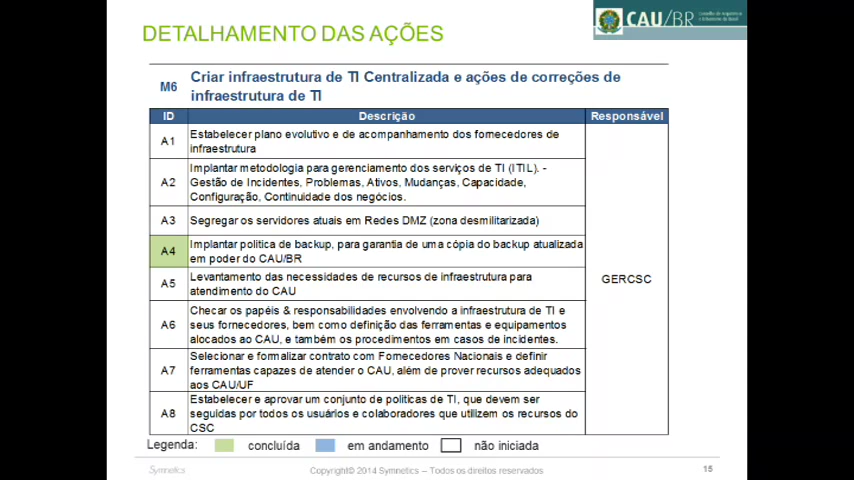 DETALHAMENTO DAS AÇÕES
CAU/BR
Conselho de Arquitetura
e Urbanismo do Brasil
M6
Criar infraestrutura de TI Centralizada e ações de correções de
infraestrutura de TI
ID Descrição Responsável
A1
Estabelecer plano evolutivo e de acompanhamento dos fornecedores de
infraestrutura
A2
Implantar metodologia para gerenciamento dos serviços de TI (ITIL). -
Gestão de Incidentes, Problemas, Ativos, Mudanças, Capacidade,
Configuração, Continuidade dos negócios.
A3 Segregar os servidores atuais em Redes DMZ (zona desmilitarizada)
A4
Implantar politica de backup, para garantia de uma cópia do backup atualizada
em poder do CAU/BR
A5
Levantamento das necessidades de recursos de infraestrutura para
atendimento do CAU
GERCSC
A6
Checar os papéis & responsabilidades envolvendo a infraestrutura de TI e
seus fornecedores, bem como definição das ferramentas e equipamentos
alocados ao CAU, e também os procedimentos em casos de incidentes.
A7
Selecionar e formalizar contrato com Fornecedores Nacionais e definir
ferramentas capazes de atender o CAU, além de prover recursos adequados
aos CAU/UF
A8
Estabelecer e aprovar um conjunto de politicas de TI, que devem ser
seguidas por todos os usuários e colaboradores que utilizem os recursos do
CSC
Legenda: concluída em andamento não iniciada
Symnetics Copyright© 2014 Symnetics – Todos os direitos reservados 15